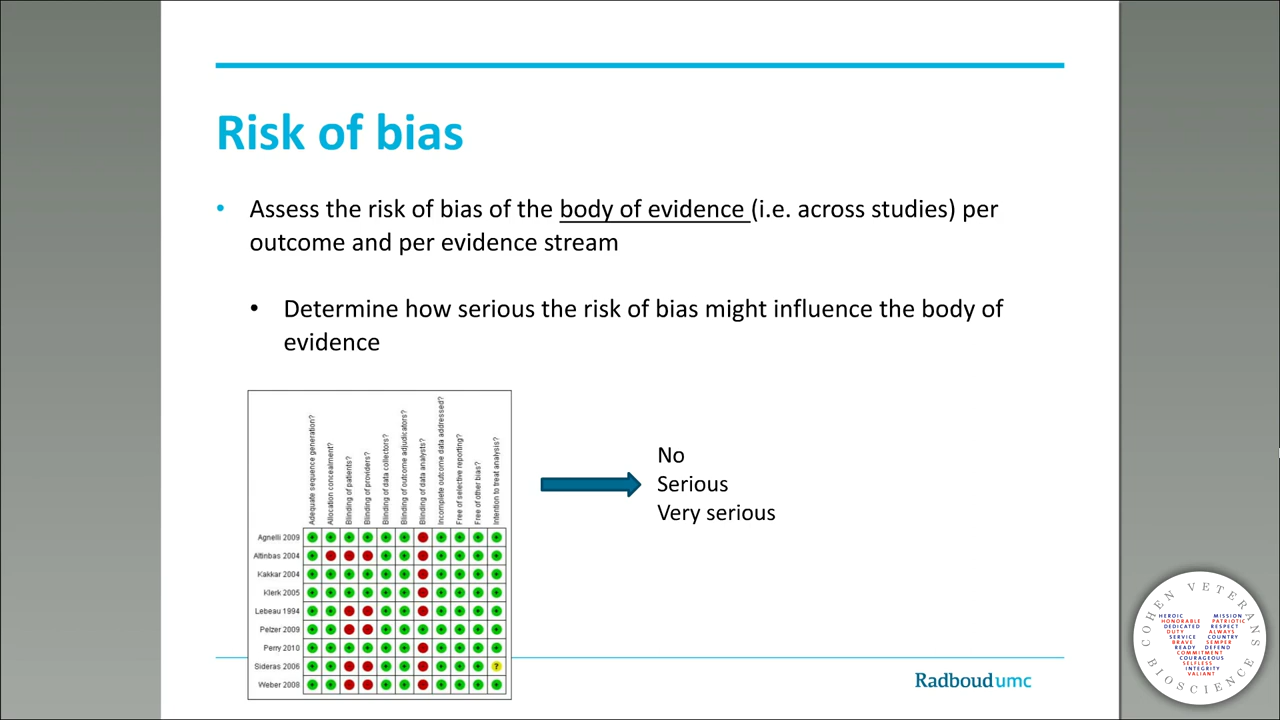 Risk of bias
• Assess the risk of bias of the body of evidence (i.e. across studies) per
outcome and per evidence stream
• Determine how serious the risk of bias might influence the body of
evidence
Adequate sequence generation?
Allocation concealment?
Blinding of patients?
Blinding of providers?
Blinding of data collectors?
Blinding of outcome adjudicators?
Blinding of data analysts?
Incomplete outcome data addressed?
Free of selective reporting?
Free of other bias?
Intention to treat analysis?
Agnelli 2009
Altinbas 2004
Kakkar 2004
Klerk 2005
Lebeau 1994
Pelzer 2009
Perry 2010
Sideras 2006 ?
Weber 2008
No
Serious
Very serious
Radboudumc
COHEN VETERANS
BIOSCIENCE
HEROIC MISSION
HONORABLE PATRIOTIC
DEDICATED RESPECT
DUTY ALWAYS
SERVICE COUNTRY
BRAVE SEMPER
READY DEFEND
COMMITMENT
COURAGEOUS
SELFLESS
INTEGRITY
VALIANT